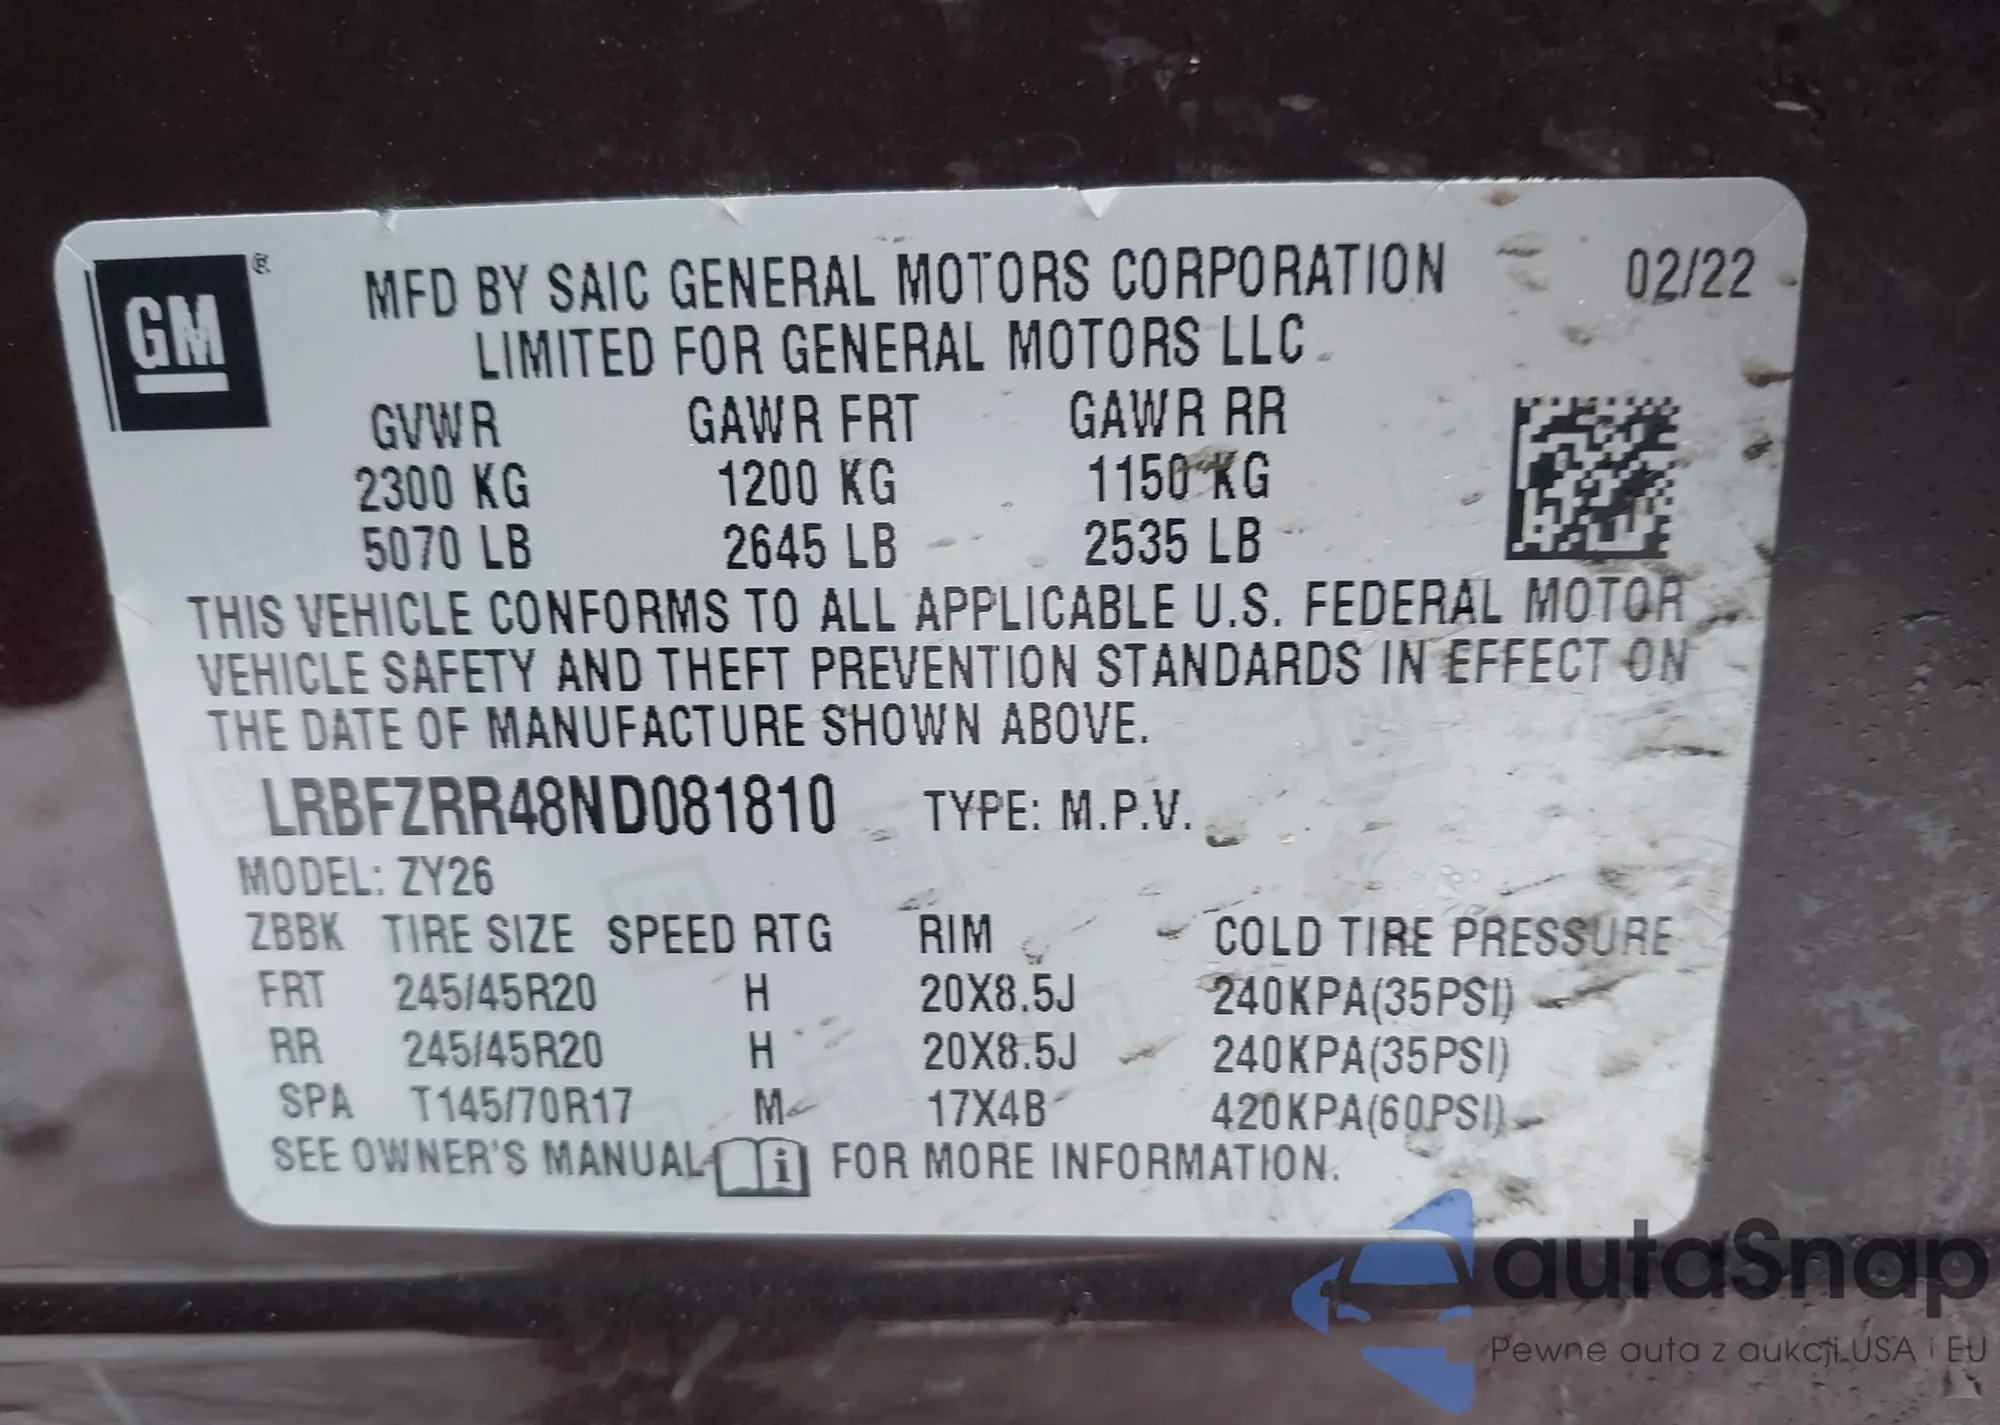 GM ®
MFD BY SAIC GENERAL MOTORS CORPORATION 02/22
LIMITED FOR GENERAL MOTORS LLC
GVWR GAWR FRT GAWR RR
2300 KG 1200 KG 1150 KG
5070 LB 2645 LB 2535 LB
THIS VEHICLE CONFORMS TO ALL APPLICABLE U.S. FEDERAL MOTOR
VEHICLE SAFETY AND THEFT PREVENTION STANDARDS IN EFFECT ON
THE DATE OF MANUFACTURE SHOWN ABOVE.
LRBFZRR48ND081810 TYPE: M.P.V.
MODEL: ZY26
ZBBK TIRE SIZE SPEED RTG RIM COLD TIRE PRESSURE
FRT 245/45R20 H 20X8.5J 240KPA(35PSI)
RR 245/45R20 H 20X8.5J 240KPA(35PSI)
SPA T145/70R17 M 17X4B 420KPA(60PSI)
SEE OWNER'S MANUAL i FOR MORE INFORMATION.
autaSnap
Pewne auta z aukcji USA i EU